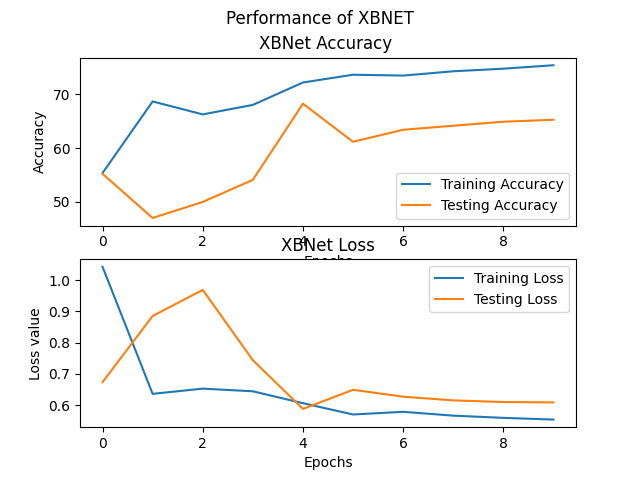 Performance of XBNET
XBNet Accuracy
70
60
50
Accuracy
Training Accuracy
Testing Accuracy
0 2 4 6 8
Epochs
XBNet Loss
1.0
0.9
0.8
0.7
0.6
Loss value
Training Loss
Testing Loss
0 2 4 6 8
Epochs